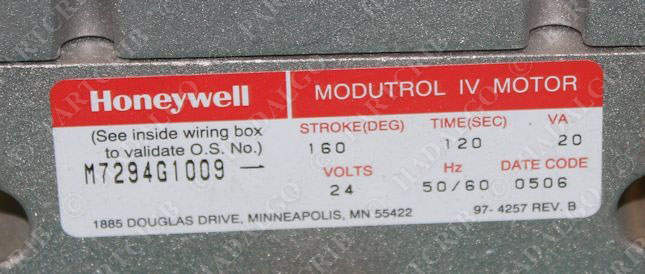 Honeywell
MODUTROL IV MOTOR
(See inside wiring box
to validate O.S. No.)
M7294G1009
STROKE(DEG) TIME(SEC) VA
160 120 20
VOLTS Hz DATE CODE
24 50/60 0506
1885 DOUGLAS DRIVE, MINNEAPOLIS, MN 55422
97- 4257 REV. B